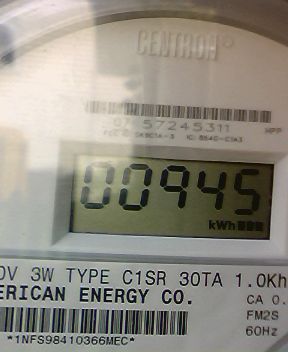 CENTRON®
57245311
00945
kWh
0V 3W TYPE C1SR 30TA 1.0Kh
ERICAN ENERGY CO.
CA 0.
FM2S
*1NFS98410366MEC*
60Hz